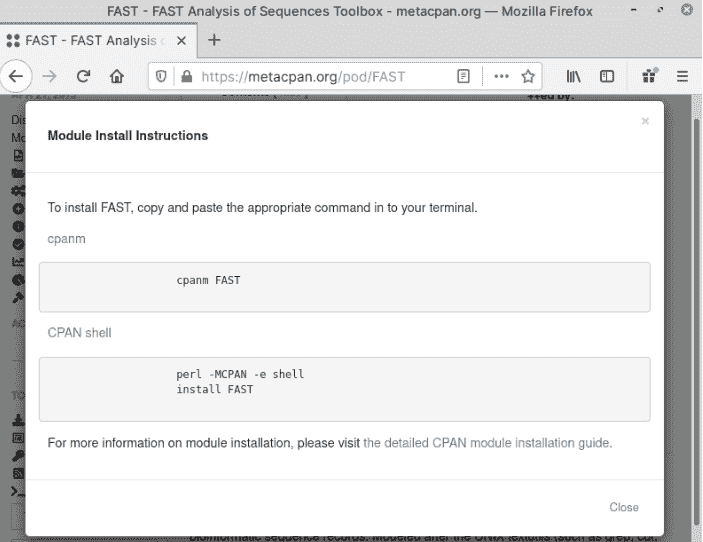 FAST - FAST Analysis of Sequences Toolbox - metacpan.org — Mozilla Firefox
FAST - FAST Analysis
https://metacpan.org/pod/FAST
Module Install Instructions
To install FAST, copy and paste the appropriate command in to your terminal.
cpanm
cpanm FAST
CPAN shell
perl -MCPAN -e shell
install FAST
For more information on module installation, please visit the detailed CPAN module installation guide.
Close